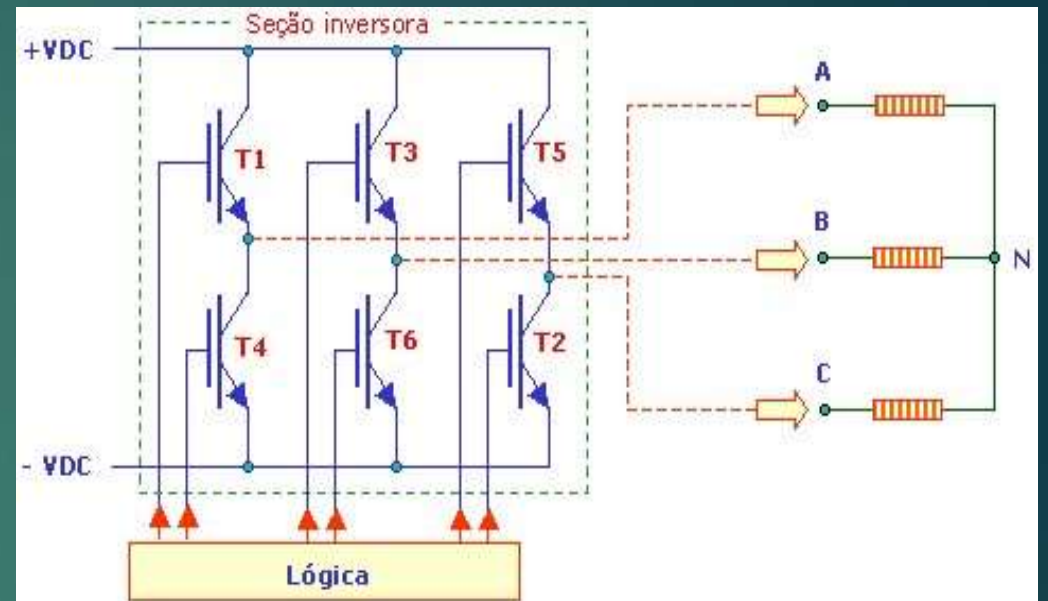 Seção inversora
+VDC
A
T1
T3
T5
B
N
T4
T6
T2
C
- VDC
Lógica